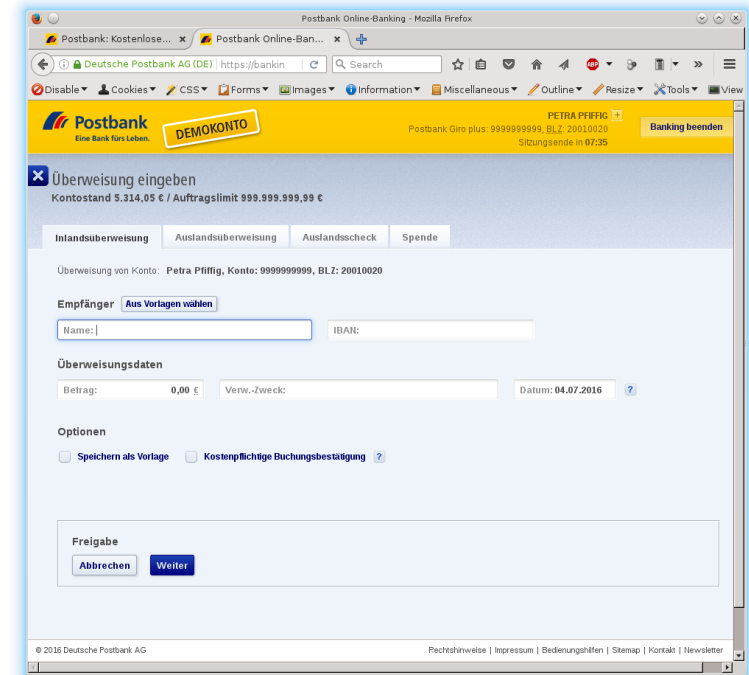 Postbank Online-Banking - Mozilla Firefox
Postbank: Kostenlose... × Postbank Online-Ban... ×
Deutsche Postbank AG (DE) https://bankin Search ABP »
Disable Cookies CSS Forms Images Information Miscellaneous Outline Resize Tools View
Postbank
Eine Bank fürs Leben.
DEMOKONTO
PETRA PFIFFIG +
Postbank Giro plus: 9999999999, BLZ: 20010020
Sitzungsende in 07:35
Banking beenden
Überweisung eingeben
Kontostand 5.314,05 € / Auftragslimit 999.999.999,99 €
Inlandsüberweisung Auslandsüberweisung Auslandsscheck Spende
Überweisung von Konto: Petra Pfiffig, Konto: 9999999999, BLZ: 20010020
Empfänger Aus Vorlagen wählen
Name: IBAN:
Überweisungsdaten
Betrag: 0,00 € Verw.-Zweck: Datum: 04.07.2016 ?
Optionen
Speichern als Vorlage Kostenpflichtige Buchungsbestätigung ?
Freigabe
Abbrechen Weiter
© 2016 Deutsche Postbank AG Rechtshinweise | Impressum | Bedienungshilfen | Sitemap | Kontakt | Newsletter